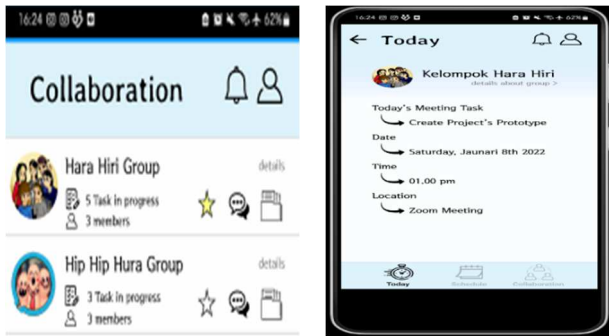 16:24
62%
Collaboration
Hara Hiri Group
details
5 Task in progress
3 members
Hip Hip Hura Group
details
3 Task in progress
3 members
16:24
62%
Today
Kelompok Hara Hiri
details about group >
Today's Meeting Task
Create Project's Prototype
Date
Saturday, Jaunari 8th 2022
Time
01.00 pm
Location
Zoom Meeting
Today
Schedule
Collaboration